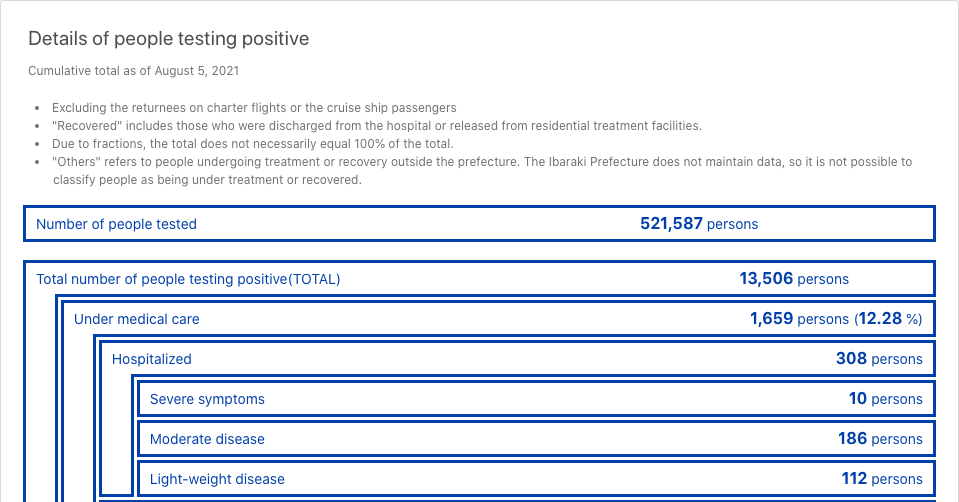 Details of people testing positive
Cumulative total as of August 5, 2021
• Excluding the returnees on charter flights or the cruise ship passengers
• "Recovered" includes those who were discharged from the hospital or released from residential treatment facilities.
• Due to fractions, the total does not necessarily equal 100% of the total.
• "Others" refers to people undergoing treatment or recovery outside the prefecture. The Ibaraki Prefecture does not maintain data, so it is not possible to
classify people as being under treatment or recovered.
Number of people tested 521,587 persons
Total number of people testing positive(TOTAL) 13,506 persons
Under medical care 1,659 persons (12.28 %)
Hospitalized 308 persons
Severe symptoms 10 persons
Moderate disease 186 persons
Light-weight disease 112 persons